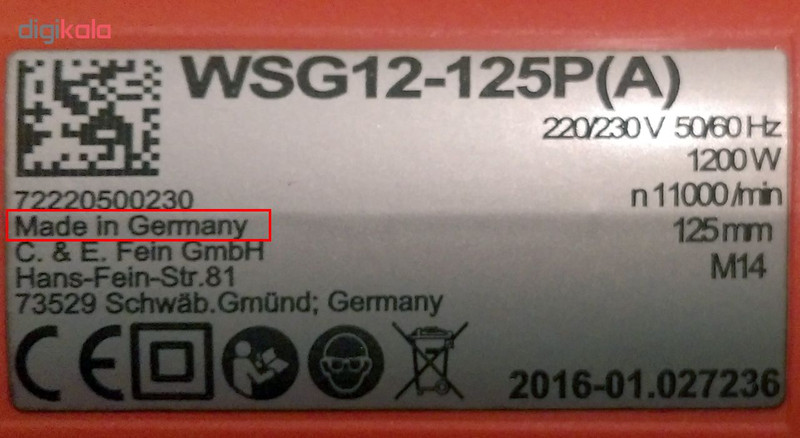 digikala
WSG12-125P(A)
220/230 V 50/60 Hz
1200 W
n 11000 /min
125 mm
M14
72220500230
Made in Germany
C. & E. Fein GmbH
Hans-Fein-Str.81
73529 Schwäb.Gmünd; Germany
CE
2016-01.027236